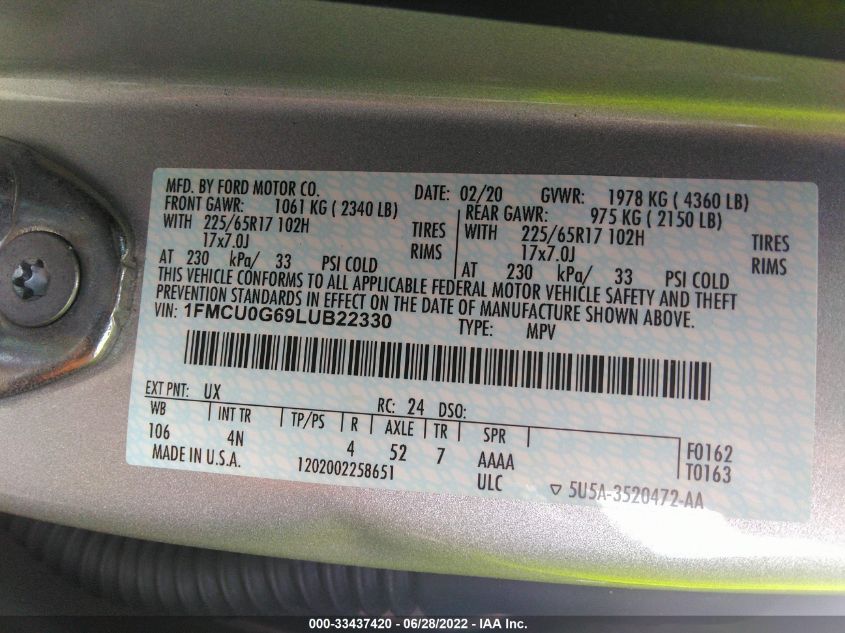 MFD. BY FORD MOTOR CO. DATE: 02/20 GVWR: 1978 KG ( 4360 LB)
FRONT GAWR: 1061 KG ( 2340 LB) REAR GAWR: 975 KG ( 2150 LB)
WITH 225/65R17 102H TIRES WITH 225/65R17 102H TIRES
17x7.0J RIMS 17x7.0J RIMS
AT 230 kPa/ 33 PSI COLD AT 230 kPa/ 33 PSI COLD
THIS VEHICLE CONFORMS TO ALL APPLICABLE FEDERAL MOTOR VEHICLE SAFETY AND THEFT
PREVENTION STANDARDS IN EFFECT ON THE DATE OF MANUFACTURE SHOWN ABOVE.
VIN: 1FMCU0G69LUB22330 TYPE: MPV
EXT PNT: UX RC: 24 DSO:
WB INT TR TP/PS R AXLE TR SPR
106 4N 4 52 7 AAAA F0162
MADE IN U.S.A. 1202002258651 ULC T0163
▽ 5U5A-3520472-AA
000-33437420 - 06/28/2022 - IAA Inc.